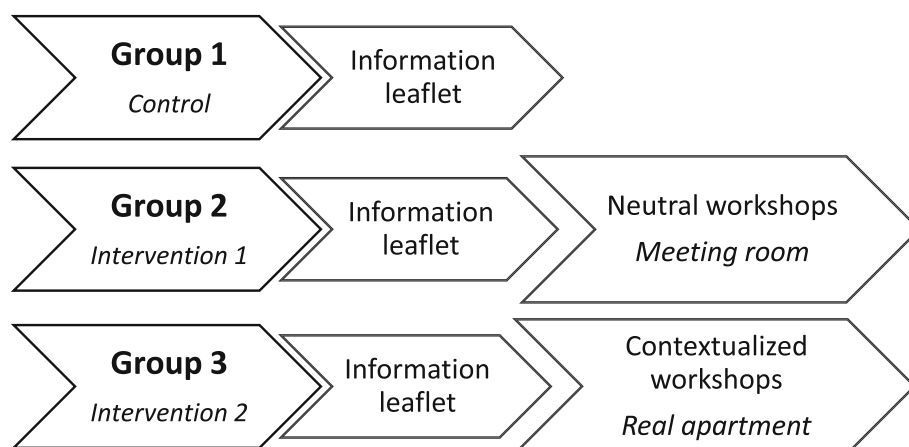 Group 1
Control
Information
leaflet
Group 2
Intervention 1
Information
leaflet
Neutral workshops
Meeting room
Group 3
Intervention 2
Information
leaflet
Contextualized
workshops
Real apartment